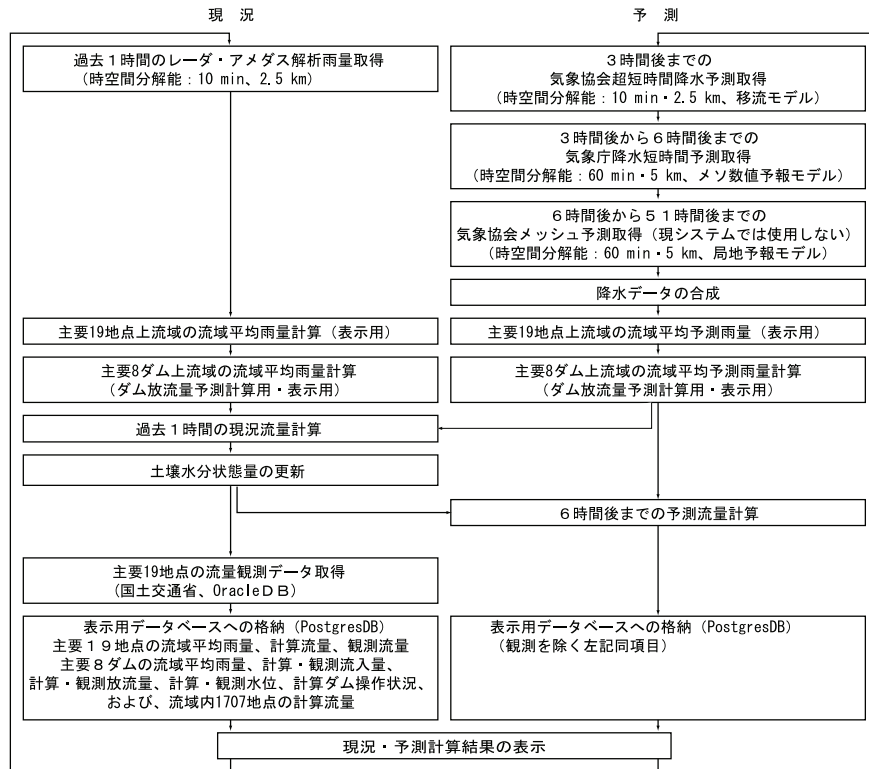 現 況
予 測
過去１時間のレーダ・アメダス解析雨量取得
（時空間分解能：10 min、2.5 km）
３時間後までの
気象協会超短時間降水予測取得
（時空間分解能：10 min・2.5 km、移流モデル）
３時間後から６時間後までの
気象庁降水短時間予測取得
（時空間分解能：60 min・5 km、メソ数値予報モデル）
６時間後から５１時間後までの
気象協会メッシュ予測取得（現システムでは使用しない）
（時空間分解能：60 min・5 km、局地予報モデル）
降水データの合成
主要19地点上流域の流域平均雨量計算（表示用）
主要19地点上流域の流域平均予測雨量（表示用）
主要8ダム上流域の流域平均雨量計算
（ダム放流量予測計算用・表示用）
主要8ダム上流域の流域平均予測雨量計算
（ダム放流量予測計算用・表示用）
過去１時間の現況流量計算
土壌水分状態量の更新
６時間後までの予測流量計算
主要19地点の流量観測データ取得
（国土交通省、OracleＤＢ）
表示用データベースへの格納（PostgresDB）
主要１９地点の流域平均雨量、計算流量、観測流量
主要８ダムの流域平均雨量、計算・観測流入量、
計算・観測放流量、計算・観測水位、計算ダム操作状況、
および、流域内1707地点の計算流量
表示用データベースへの格納（PostgresDB）
（観測を除く左記同項目）
現況・予測計算結果の表示